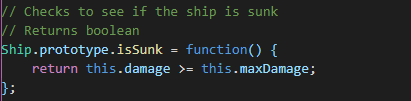 // Checks to see if the ship is sunk
// Returns boolean
Ship.prototype.isSunk = function() {
    return this.damage >= this.maxDamage;
};